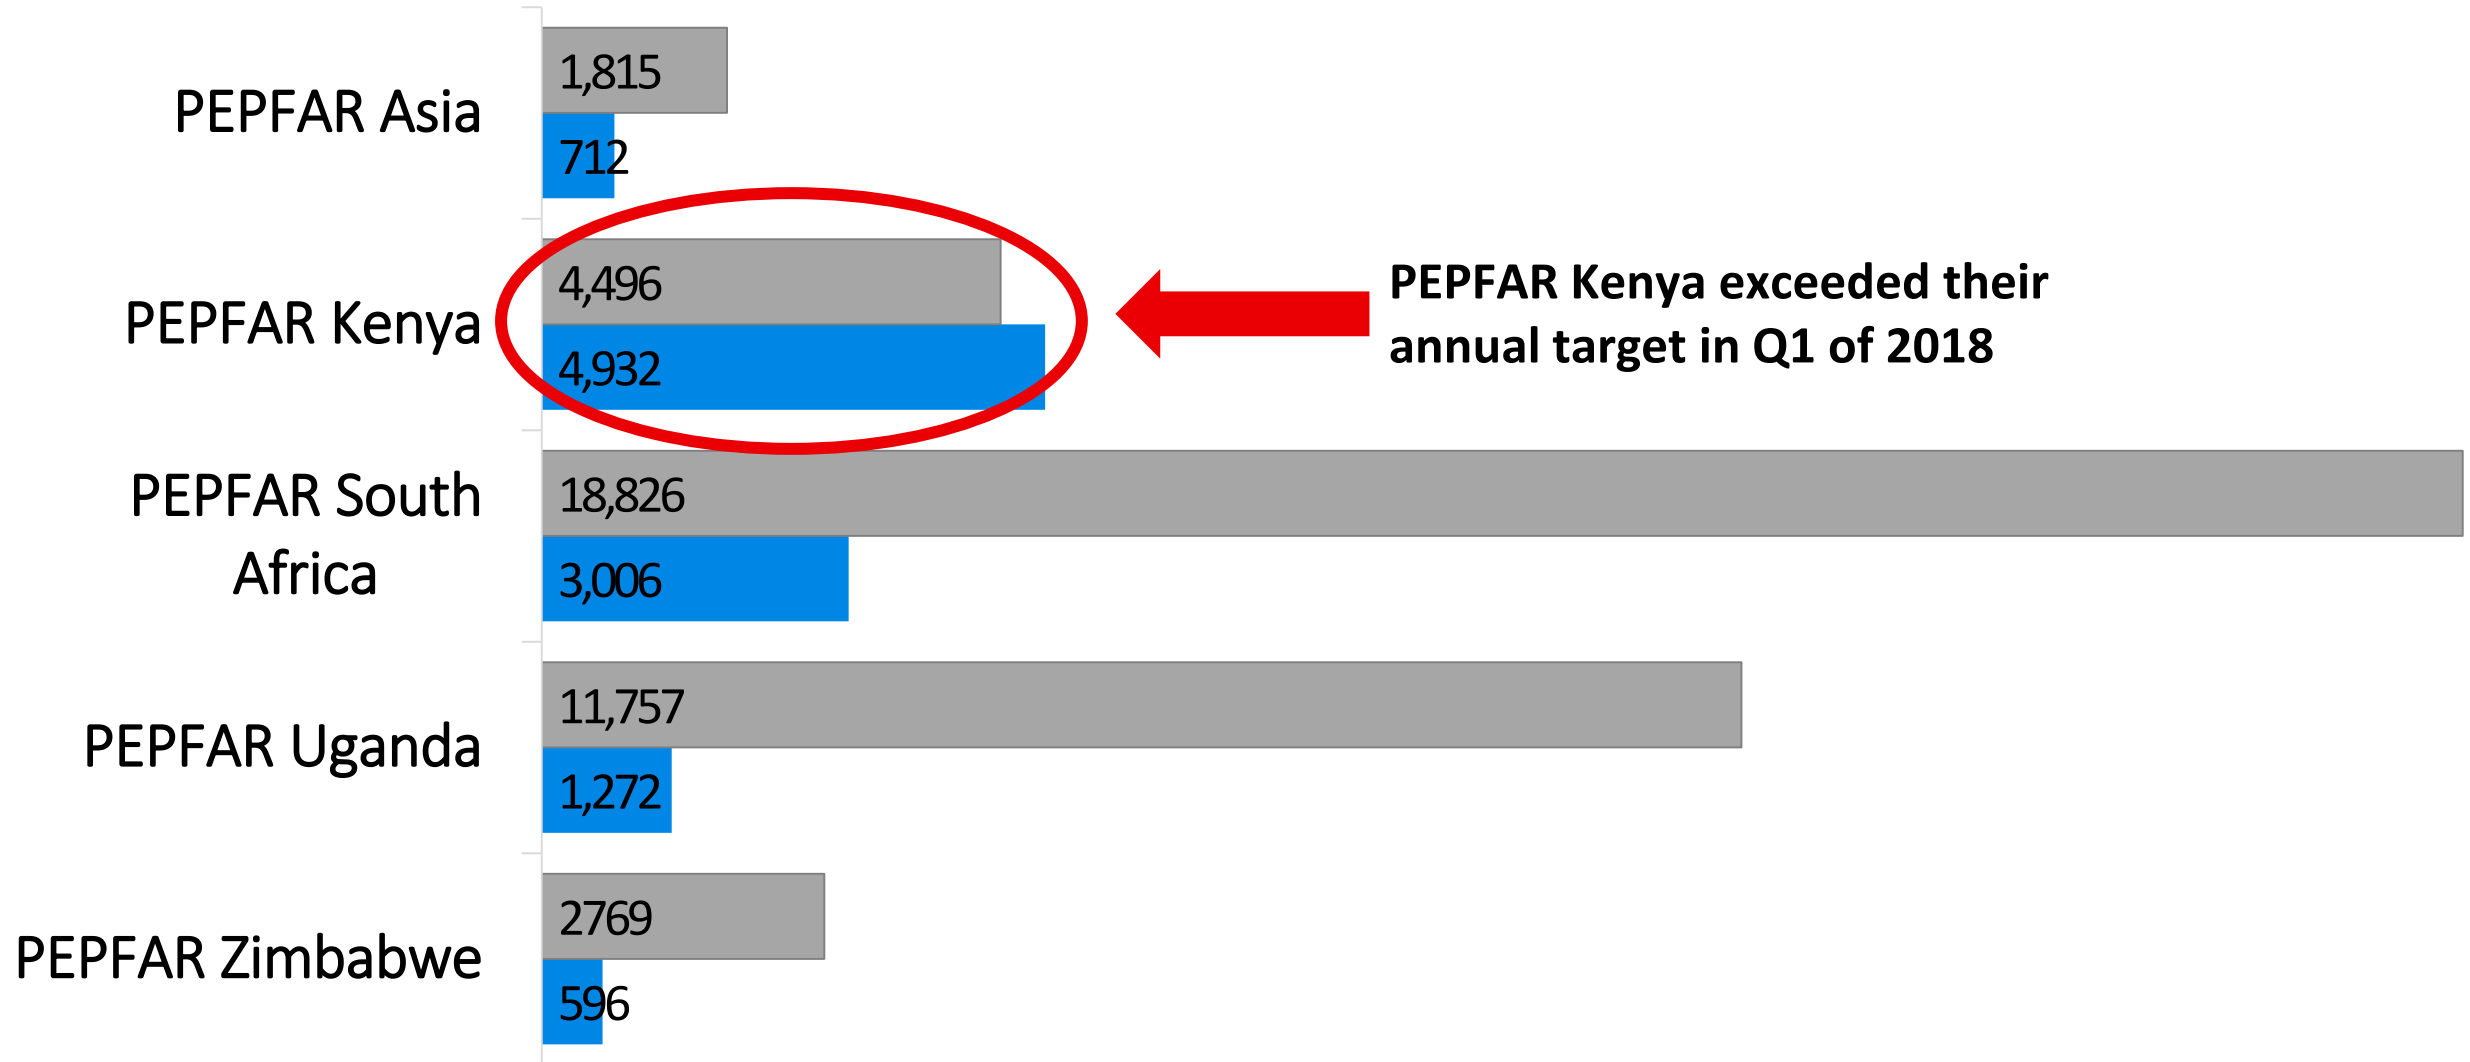 1,815
PEPFAR Asia
712
4,496
PEPFAR Kenya
4,932
PEPFAR Kenya exceeded their
annual target in Q1 of 2018
18,826
PEPFAR South
Africa
3,006
11,757
PEPFAR Uganda
1,272
2769
PEPFAR Zimbabwe
596